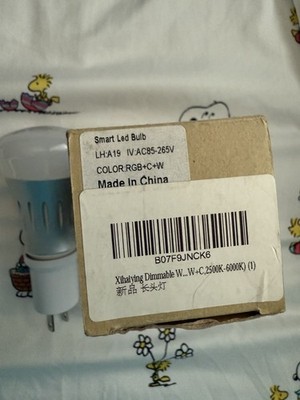 Smart Led Bulb
LH:A19 IV:AC85-265V
COLOR:RGB+C+W
Made In China
B07F9JNCK6
Xihaiying Dimmable W...W+C,2500K-6000K) (1)
新品 长头灯